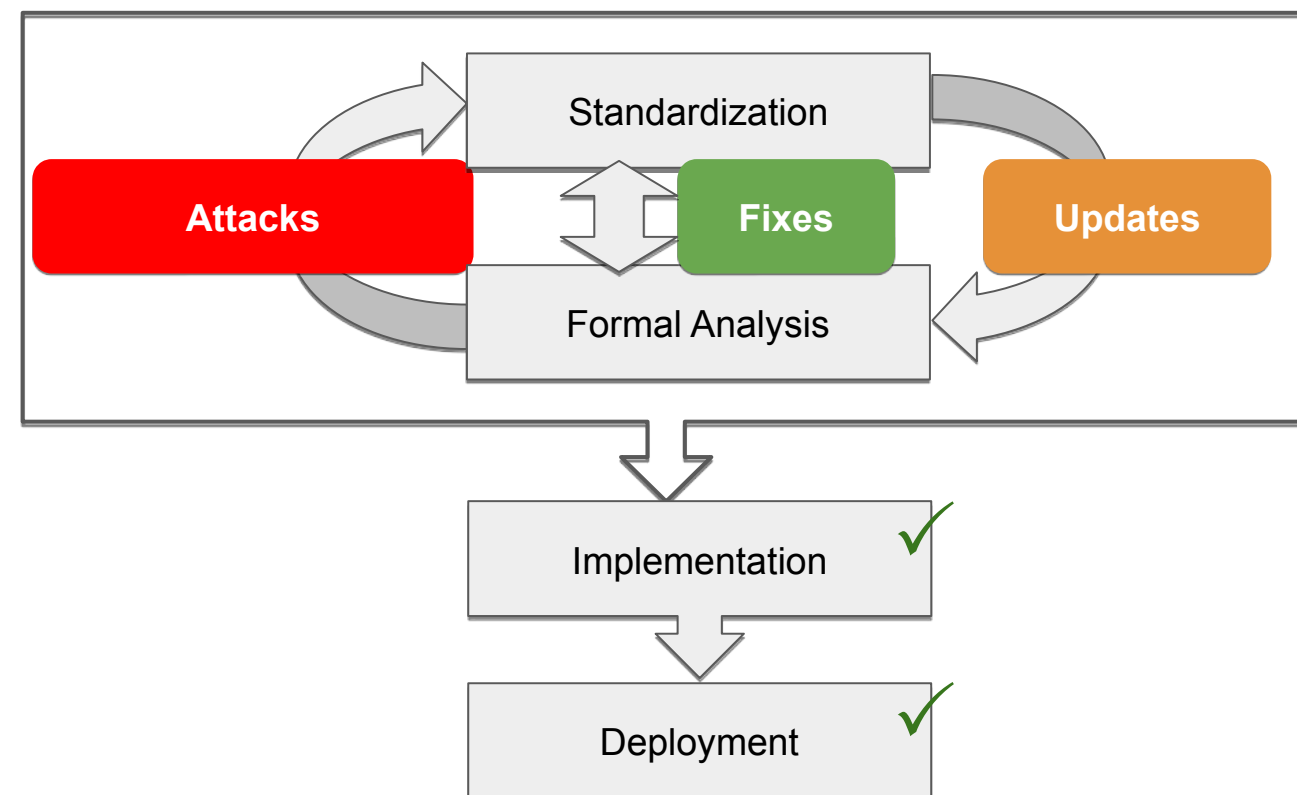 Standardization
Attacks
Fixes
Updates
Formal Analysis
Implementation
Deployment